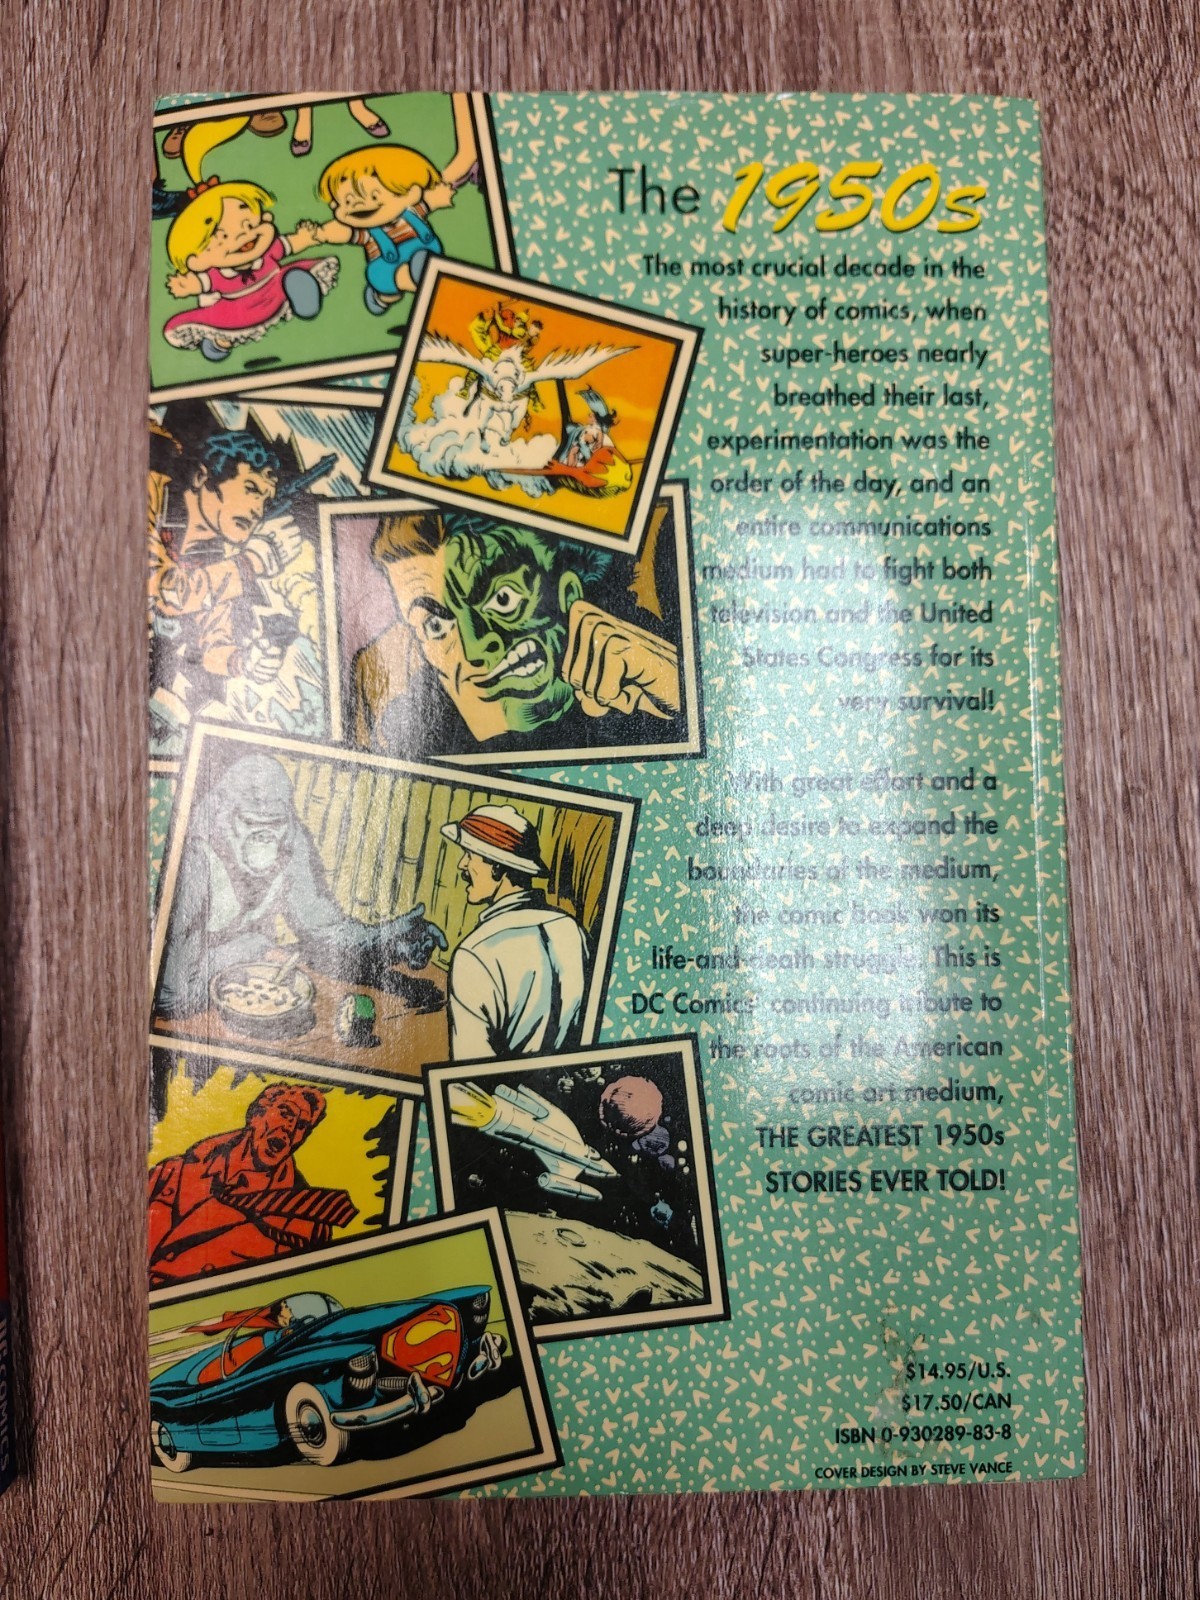 The 1950s
The most crucial decade in the
history of comics, when
super-heroes nearly
breathed their last,
experimentation was the
order of the day, and an
entire communications
medium had to fight both
television and the United
States Congress for its
very survival!
With great effort and a
deep desire to expand the
boundaries of the medium,
the comic book won its
life-and-death struggle. This is
DC Comics' continuing tribute to
the roots of the American
comic art medium,
THE GREATEST 1950s
STORIES EVER TOLD!
S
$14.95/U.S.
$17.50/CAN
ISBN 0-930289-83-8
COVER DESIGN BY STEVE VANCE